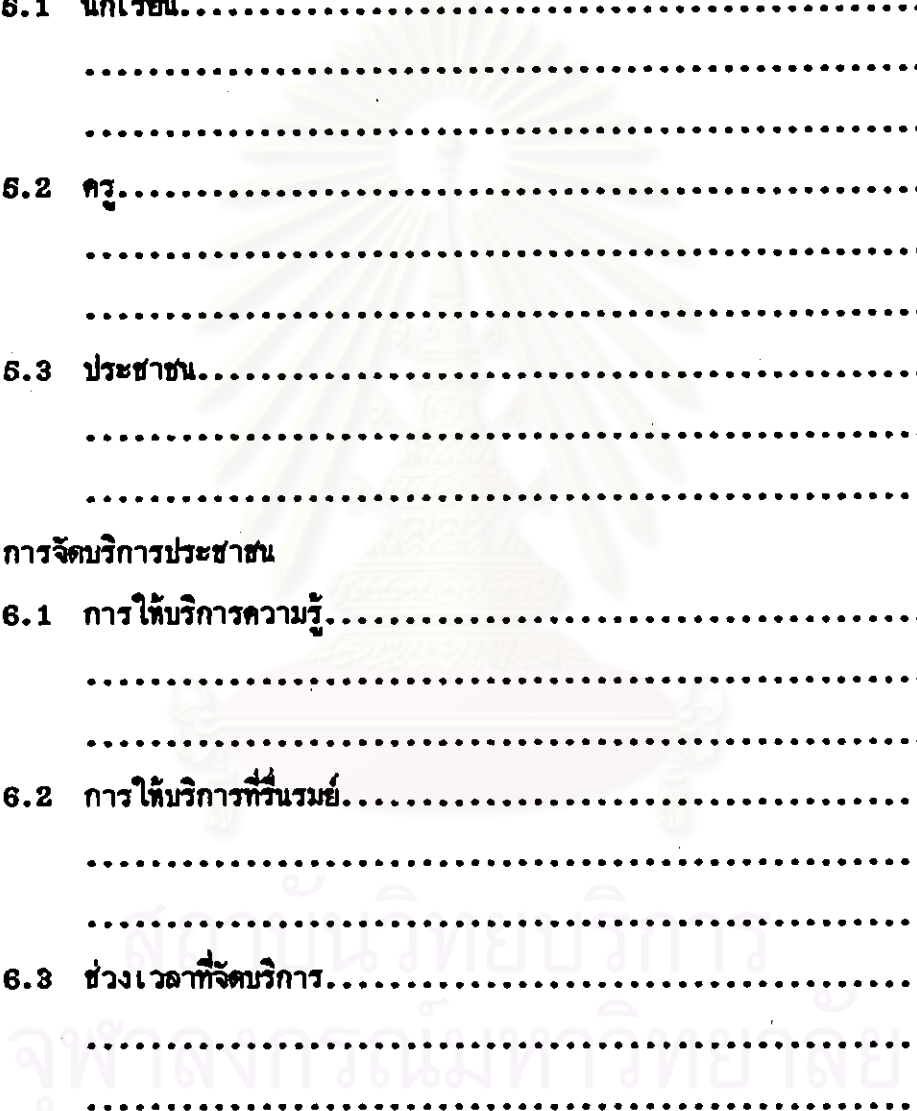 5.1 นักเรียน..................................................
..................................................
..................................................
5.2 ครู..................................................
..................................................
..................................................
5.3 ประชาชน..................................................
..................................................
..................................................
การจัดบริการประชาชน
6.1 การให้บริการความรู้........................................
..................................................
..................................................
6.2 การให้บริการที่รื่นรมย์........................................
..................................................
..................................................
สถาบันวิทยบริการ
6.3 ช่วงเวลาที่จัดบริการ........................................
จุฬาลงกรณ์มหาวิทยาลัย
..................................................
..................................................